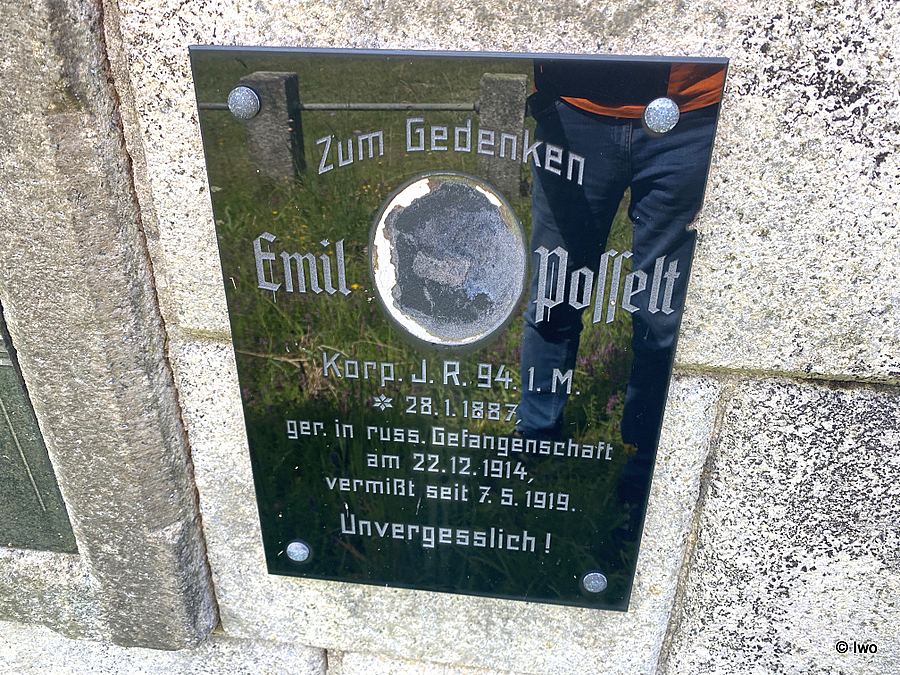 Zum Gedenken
Emil Posselt
Korp. J. R. 94. 1. M.
* 28. 1. 1887,
ger. in russ. Gefangenschaft
am 22. 12. 1914,
vermißt seit 7. 5. 1919.
Unvergesslich!
© Iwo